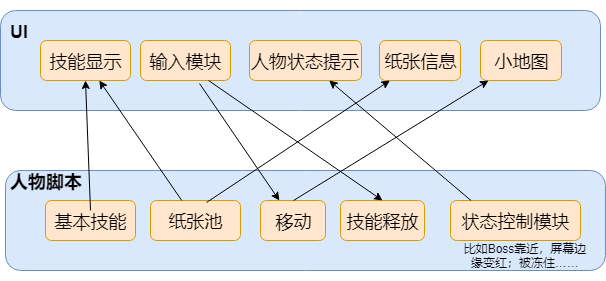 UI
技能显示
输入模块
人物状态提示
纸张信息
小地图
人物脚本
基本技能
纸张池
移动
技能释放
状态控制模块
比如Boss靠近，屏幕边
缘变红；被冻住……